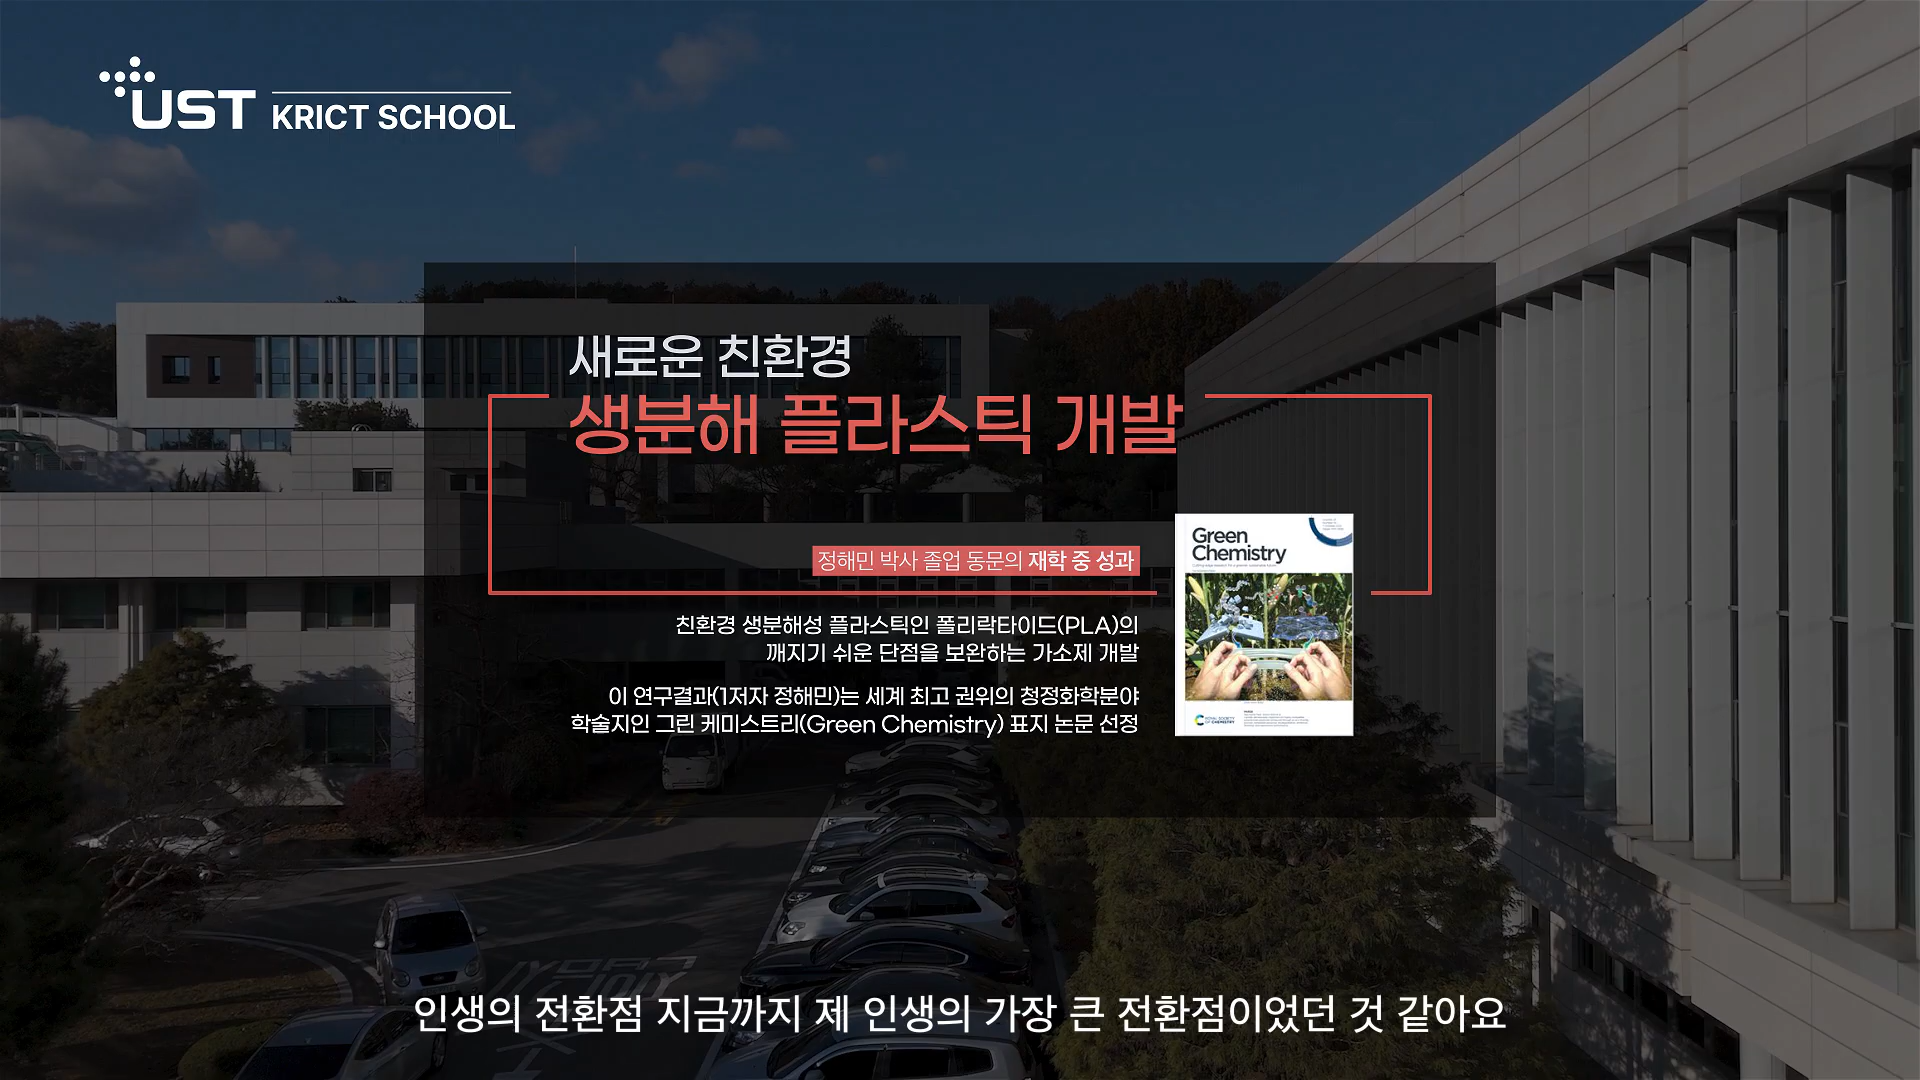 UST KRICT SCHOOL
새로운 친환경
생분해 플라스틱 개발
정해민 박사 졸업 동문의 재학 중 성과
친환경 생분해성 플라스틱인 폴리락타이드(PLA)의
깨지기 쉬운 단점을 보완하는 가소제 개발
이 연구결과(1저자 정해민)는 세계 최고 권위의 청정화학분야
학술지인 그린 케미스트리(Green Chemistry) 표지 논문 선정
Green
Chemistry
ROYAL SOCIETY
OF CHEMISTRY
인생의 전환점 지금까지 제 인생의 가장 큰 전환점이었던 것 같아요